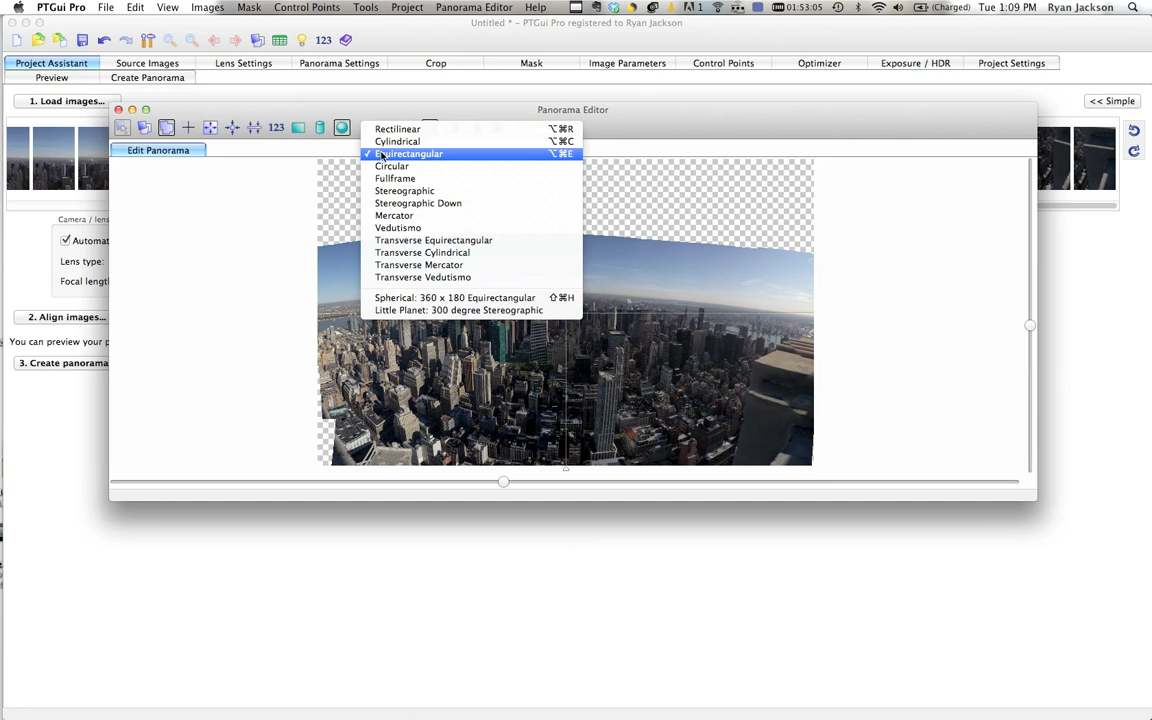 PTGui Pro File Edit View Images Mask Control Points Tools Project Panorama Editor Help 1 01:53:05 (Charged) Tue 1:09 PM Ryan Jackson
Untitled * – PTGui Pro registered to Ryan Jackson
123
Project Assistant Source Images Lens Settings Panorama Settings Crop Mask Image Parameters Control Points Optimizer Exposure / HDR Project Settings
Preview Create Panorama
1. Load images... << Simple
Panorama Editor
123
Edit Panorama
Rectilinear ⌥⌘R
Cylindrical ⌥⌘C
✓ Equirectangular ⌥⌘E
Circular
Fullframe
Stereographic
Stereographic Down
Mercator
Vedutismo
Transverse Equirectangular
Transverse Cylindrical
Transverse Mercator
Transverse Vedutismo
Spherical: 360 x 180 Equirectangular ⇧⌘H
Little Planet: 300 degree Stereographic
Camera / lens
Automat
Lens type:
Focal lengt
2. Align images...
You can preview your p
3. Create panorama